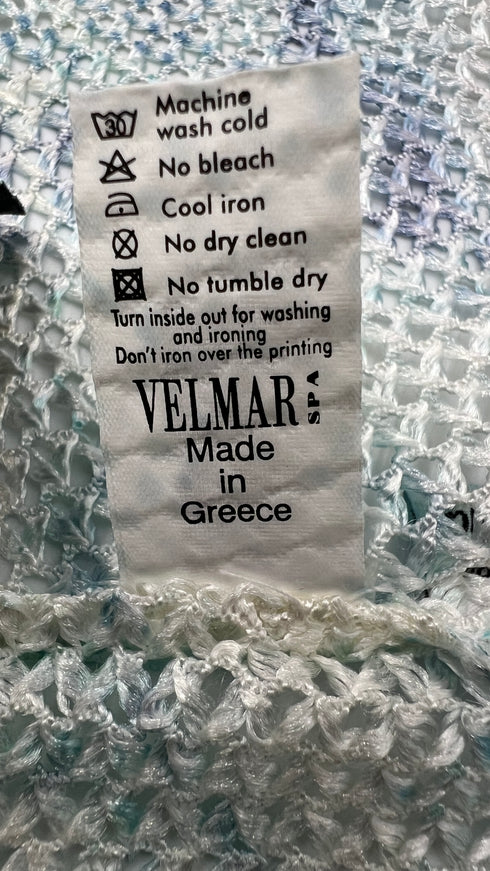 30 Machine
wash cold
No bleach
Cool iron
No dry clean
No tumble dry
Turn inside out for washing
and ironing
Don't iron over the printing
VELMAR SPA
Made
in
Greece